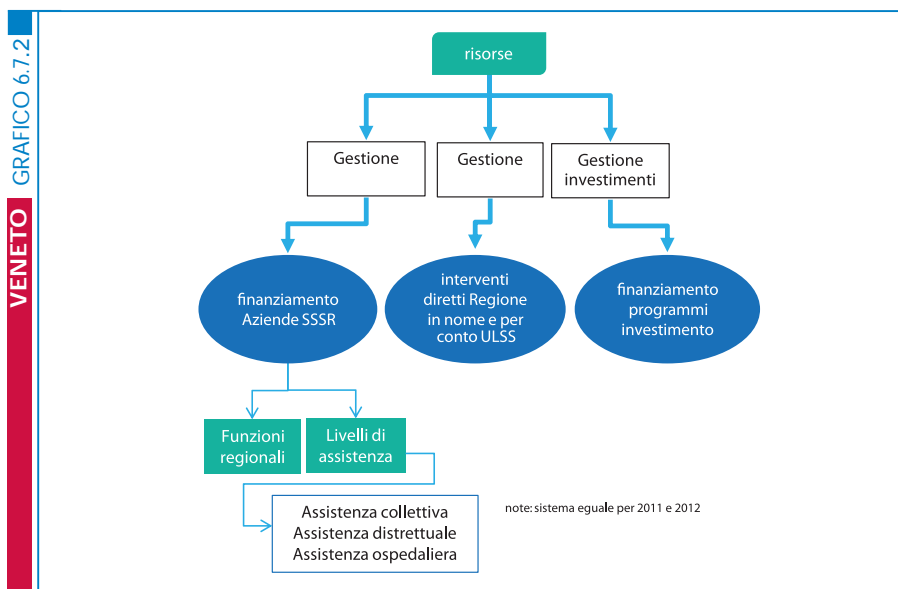 GRAFICO 6.7.2
VENETO
risorse
Gestione
Gestione
Gestione
investimenti
finanziamento
Aziende SSSR
interventi
diretti Regione
in nome e per
conto ULSS
finanziamento
programmi
investimento
Funzioni
regionali
Livelli di
assistenza
Assistenza collettiva
Assistenza distrettuale
Assistenza ospedaliera
note: sistema eguale per 2011 e 2012